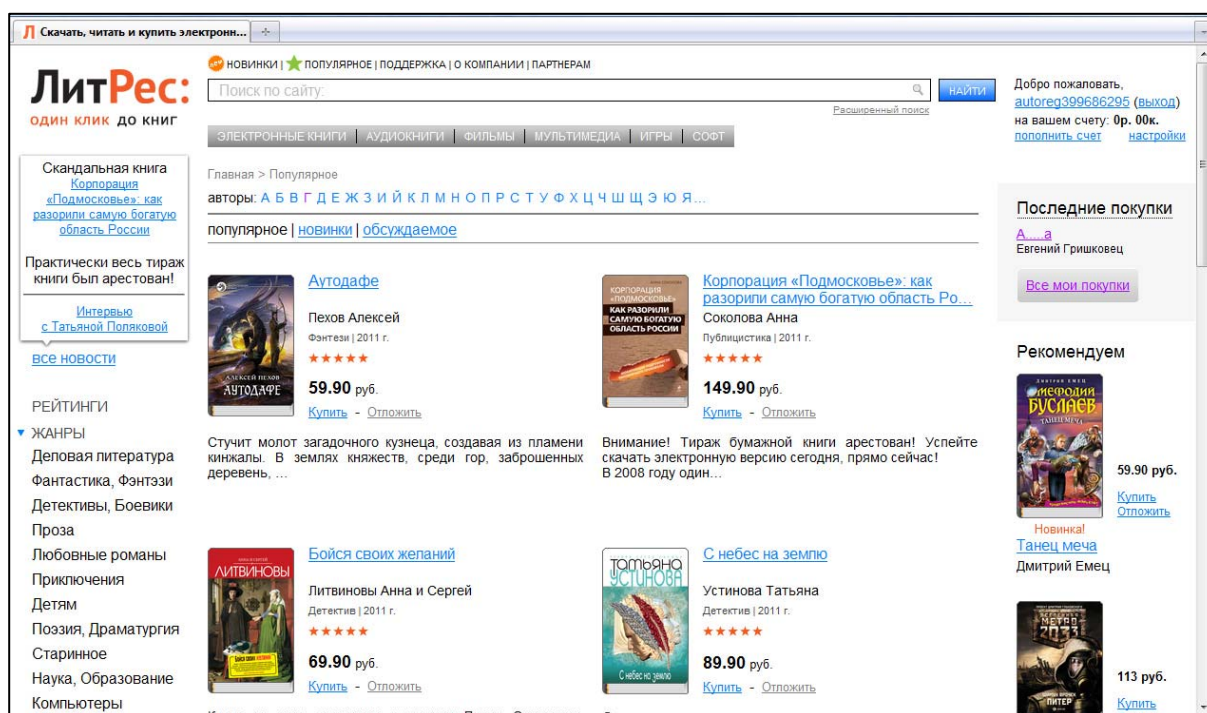 Скачать, читать и купить электронн...
НОВИНКИ | ПОПУЛЯРНОЕ | ПОДДЕРЖКА | О КОМПАНИИ | ПАРТНЕРАМ
ЛитРес:
один клик до книг
Поиск по сайту:
НАЙТИ
Расширенный поиск
Добро пожаловать,
autoreg399686295 (выход)
на вашем счету: 0р. 00к.
пополнить счет настройки
ЭЛЕКТРОННЫЕ КНИГИ | АУДИОКНИГИ | ФИЛЬМЫ | МУЛЬТИМЕДИА | ИГРЫ | СОФТ
Скандальная книга
Корпорация
«Подмосковье»: как
разорили самую богатую
область России
Практически весь тираж
книги был арестован!
Интервью
с Татьяной Поляковой
все новости
РЕЙТИНГИ
ЖАНРЫ
Деловая литература
Фантастика, Фэнтэзи
Детективы, Боевики
Проза
Любовные романы
Приключения
Детям
Поэзия, Драматургия
Старинное
Наука, Образование
Компьютеры
Главная > Популярное
авторы: А Б В Г Д Е Ж З И Й К Л М Н О П Р С Т У Ф Х Ц Ч Ш Щ Э Ю Я...
популярное | новинки | обсуждаемое
АЛЕКСЕЙ ПЕХОВ
АУТОДАФЕ
Аутодафе
Пехов Алексей
Фэнтези | 2011 г.
59.90 руб.
Купить - Отложить
Стучит молот загадочного кузнеца, создавая из пламени
кинжалы. В землях княжеств, среди гор, заброшенных
деревень, ...
КОРПОРАЦИЯ
«ПОДМОСКОВЬЕ»
КАК РАЗОРИЛИ
САМУЮ БОГАТУЮ
ОБЛАСТЬ РОССИИ
Корпорация «Подмосковье»: как
разорили самую богатую область Ро...
Соколова Анна
Публицистика | 2011 г.
149.90 руб.
Купить - Отложить
Внимание! Тираж бумажной книги арестован! Успейте
скачать электронную версию сегодня, прямо сейчас!
В 2008 году один...
ЛИТВИНОВЫ
Бойся своих желаний
Бойся своих желаний
Литвиновы Анна и Сергей
Детектив | 2011 г.
69.90 руб.
Купить - Отложить
ТАТЬЯНА
УСТИНОВА
С небес на землю
С небес на землю
Устинова Татьяна
Детектив | 2011 г.
89.90 руб.
Купить - Отложить
Последние покупки
А.....а
Евгений Гришковец
Все мои покупки
Рекомендуем
ДМИТРИЙ ЕМЕЦ
МЕФОДИЙ
БУСЛАЕВ
ТАНЕЦ МЕЧА
59.90 руб.
Купить
Отложить
Новинка!
Танец меча
Дмитрий Емец
МЕТРО
2033
ПИТЕР
113 руб.
Купить